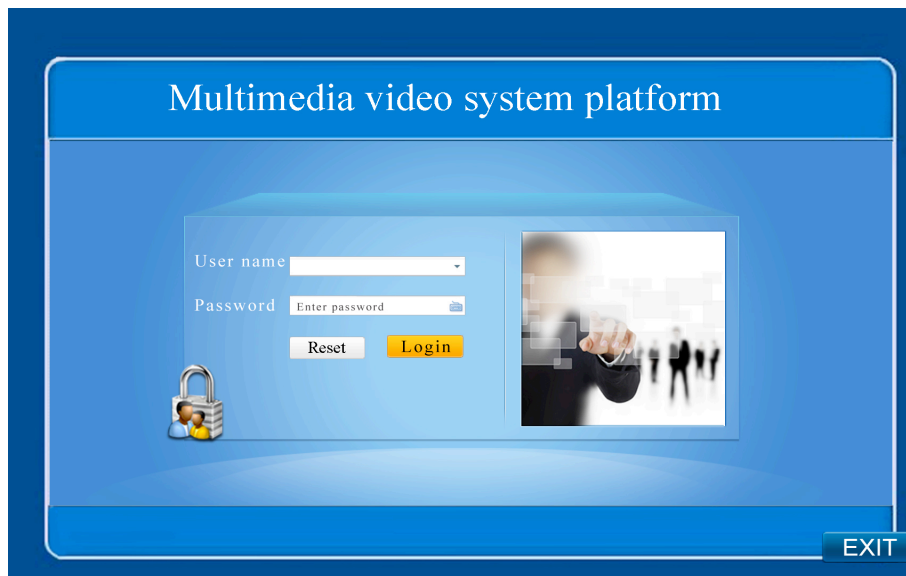 Multimedia video system platform
User name
Password Enter password
Reset Login
EXIT